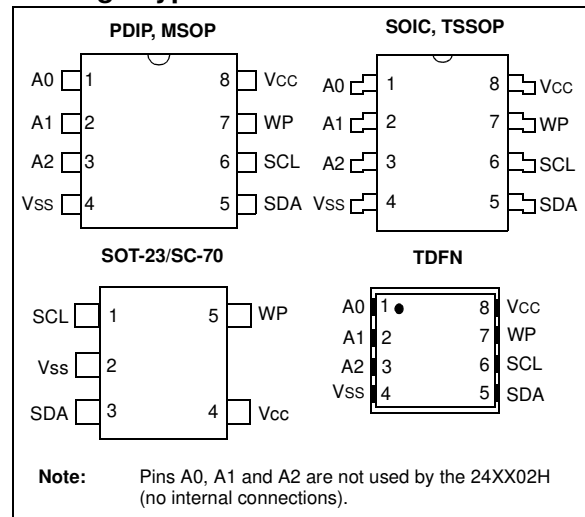 PDIP, MSOP
A0 1 8 VCC
A1 2 7 WP
A2 3 6 SCL
VSS 4 5 SDA
SOIC, TSSOP
A0 1 8 VCC
A1 2 7 WP
A2 3 6 SCL
VSS 4 5 SDA
SOT-23/SC-70
SCL 1 5 WP
Vss 2
SDA 3 4 Vcc
TDFN
A0 1 8 VCC
A1 2 7 WP
A2 3 6 SCL
VSS 4 5 SDA
Note: Pins A0, A1 and A2 are not used by the 24XX02H
(no internal connections).